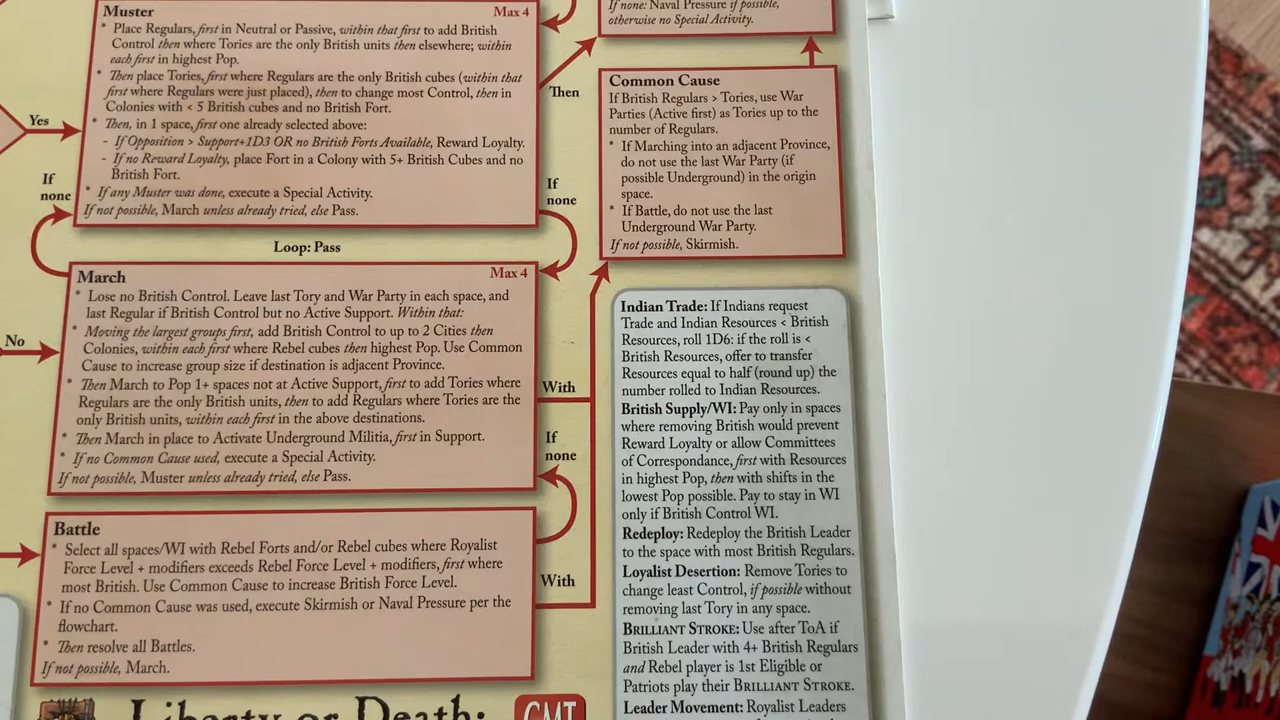 Muster
Max 4
* Place Regulars, first in Neutral or Passive, within that first to add British
Control then where Tories are the only British units then elsewhere; within
each first in highest Pop.
* Then place Tories, first where Regulars are the only British cubes (within that
first where Regulars were just placed), then to change most Control, then in
Colonies with < 5 British cubes and no British Fort.
* Then, in 1 space, first one already selected above:
- If Opposition > Support+1D3 OR no British Forts Available, Reward Loyalty.
- If no Reward Loyalty, place Fort in a Colony with 5+ British Cubes and no
British Fort.
* If any Muster was done, execute a Special Activity.
If not possible, March unless already tried, else Pass.
Yes
If
none
Then
If
none
Loop: Pass
March
Max 4
* Lose no British Control. Leave last Tory and War Party in each space, and
last Regular if British Control but no Active Support. Within that:
* Moving the largest groups first, add British Control to up to 2 Cities then
Colonies, within each first where Rebel cubes then highest Pop. Use Common
Cause to increase group size if destination is adjacent Province.
* Then March to Pop 1+ spaces not at Active Support, first to add Tories where
Regulars are the only British units, then to add Regulars where Tories are the
only British units, within each first in the above destinations.
* Then March in place to Activate Underground Militia, first in Support.
* If no Common Cause used, execute a Special Activity.
If not possible, Muster unless already tried, else Pass.
No
With
If
none
Battle
* Select all spaces/WI with Rebel Forts and/or Rebel cubes where Royalist
Force Level + modifiers exceeds Rebel Force Level + modifiers, first where
most British. Use Common Cause to increase British Force Level.
* If no Common Cause was used, execute Skirmish or Naval Pressure per the
flowchart.
* Then resolve all Battles.
If not possible, March.
With
Liberty or Death:
GMT
If none: Naval Pressure if possible,
otherwise no Special Activity.
Common Cause
If British Regulars > Tories, use War
Parties (Active first) as Tories up to the
number of Regulars.
* If Marching into an adjacent Province,
do not use the last War Party (if
possible Underground) in the origin
space.
* If Battle, do not use the last
Underground War Party.
If not possible, Skirmish.
Indian Trade: If Indians request
Trade and Indian Resources < British
Resources, roll 1D6: if the roll is <
British Resources, offer to transfer
Resources equal to half (round up) the
number rolled to Indian Resources.
British Supply/WI: Pay only in spaces
where removing British would prevent
Reward Loyalty or allow Committees
of Correspondance, first with Resources
in highest Pop, then with shifts in the
lowest Pop possible. Pay to stay in WI
only if British Control WI.
Redeploy: Redeploy the British Leader
to the space with most British Regulars.
Loyalist Desertion: Remove Tories to
change least Control, if possible without
removing last Tory in any space.
BRILLIANT STROKE: Use after ToA if
British Leader with 4+ British Regulars
and Rebel player is 1st Eligible or
Patriots play their BRILLIANT STROKE.
Leader Movement: Royalist Leaders